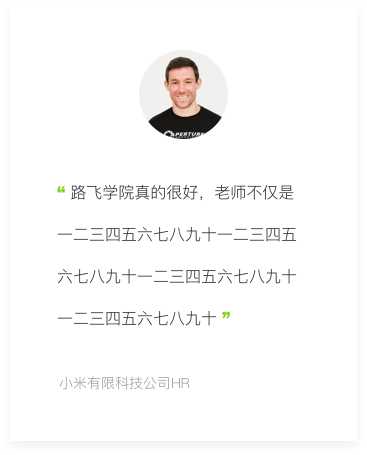 APERTURE
❝ 路飞学院真的很好，老师不仅是
一二三四五六七八九十一二三四五
六七八九十一二三四五六七八九十
一二三四五六七八九十 ❞
小米有限科技公司HR